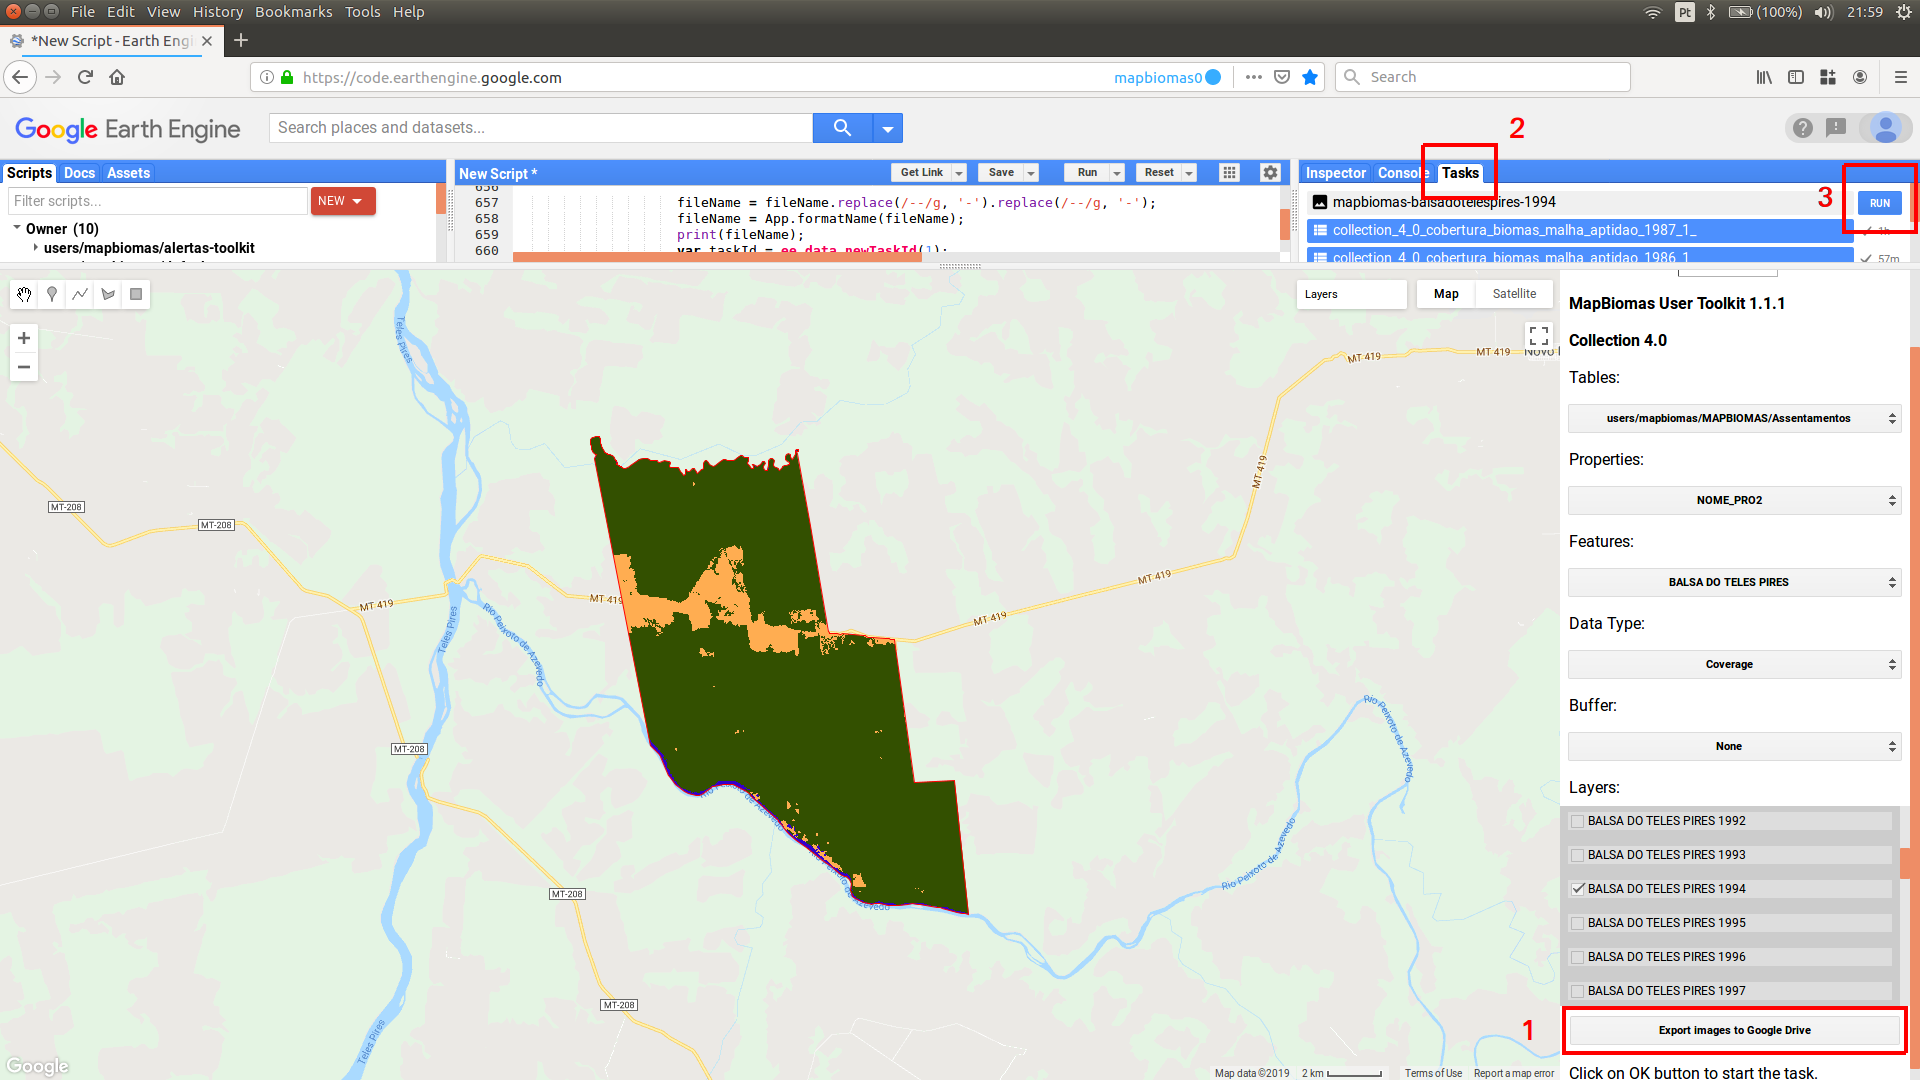 File Edit View History Bookmarks Tools Help
Pt (100%) 21:59
*New Script - Earth Engi
https://code.earthengine.google.com
mapbiomas0
Search
Google Earth Engine
Search places and datasets...
2
Scripts Docs Assets
New Script *
Get Link Save Run Reset
Inspector Console Tasks
Filter scripts...
NEW
Owner (10)
users/mapbiomas/alertas-toolkit
656
657 fileName = fileName.replace(/--/g, '-').replace(/--/g, '-');
658 fileName = App.formatName(fileName);
659 print(fileName);
660 var taskId = ee.data.newTaskId(1);
mapbiomas-balsadotelespires-1994
3
RUN
collection_4_0_cobertura_biomas_malha_aptidao_1987_1_
1h
collection_4_0_cobertura_biomas_malha_aptidao_1986_1_
57m
Layers
Map Satellite
MT 419
MT 419
Novo
Teles Pires
MT 419
MT-208
MT-208
MT 419
MT 419
MT 419
MT 419
Teles Pires
Rio Peixoto de Azevedo
Rio Peixoto de Azevedo
MT-208
Rio Peixoto de Azevedo
Rio Peixoto de Azevedo
Rio Peixoto de Azevedo
MT-208
MT-208
Teles Pires
Google
Map data ©2019 2 km Terms of Use Report a map error
MapBiomas User Toolkit 1.1.1
Collection 4.0
Tables:
users/mapbiomas/MAPBIOMAS/Assentamentos
Properties:
NOME_PRO2
Features:
BALSA DO TELES PIRES
Data Type:
Coverage
Buffer:
None
Layers:
BALSA DO TELES PIRES 1992
BALSA DO TELES PIRES 1993
BALSA DO TELES PIRES 1994
BALSA DO TELES PIRES 1995
BALSA DO TELES PIRES 1996
BALSA DO TELES PIRES 1997
1
Export images to Google Drive
Click on OK button to start the task.